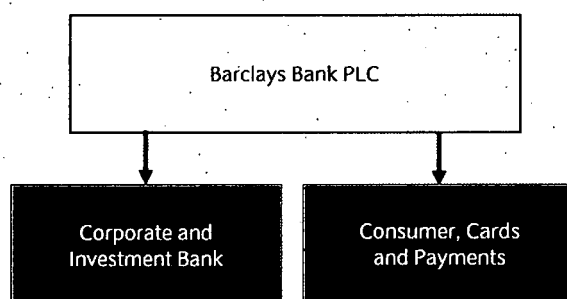 Barclays Bank PLC
Corporate and
Investment Bank
Consumer, Cards
and Payments